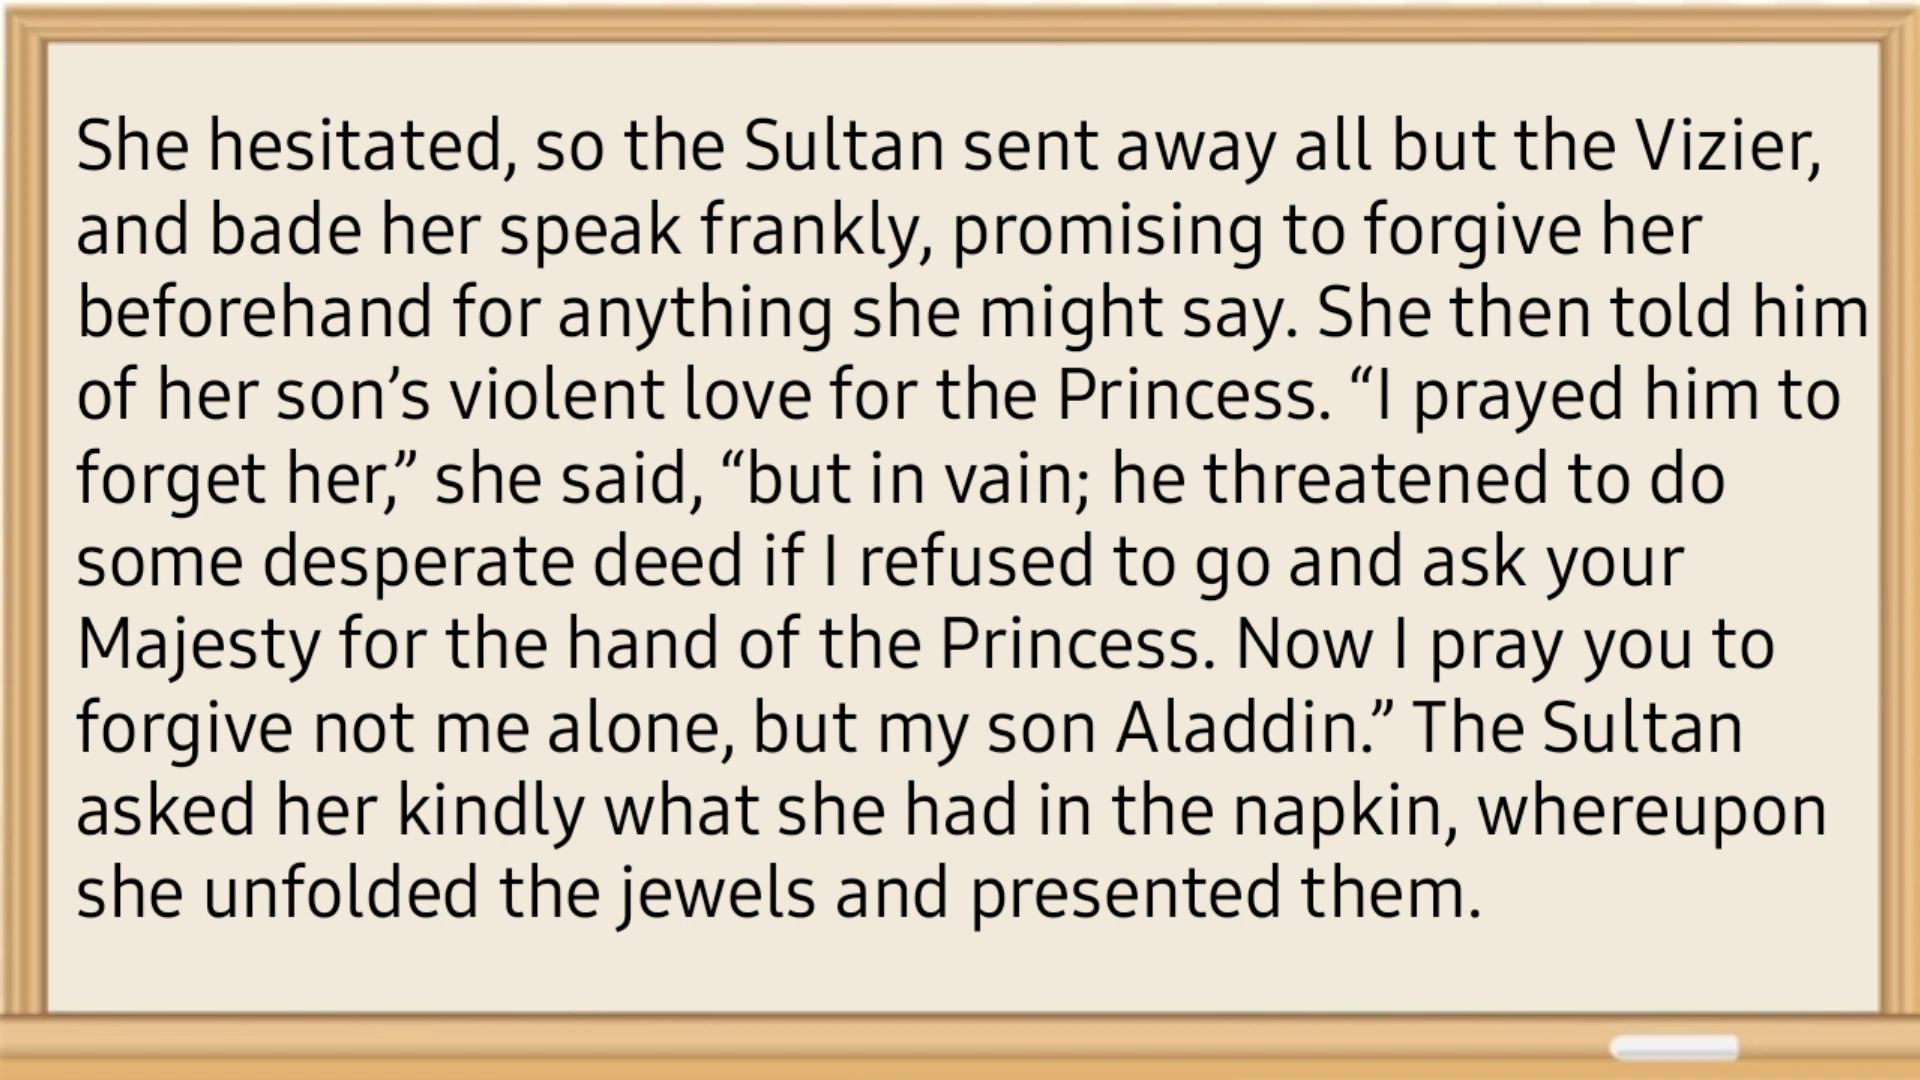 She hesitated, so the Sultan sent away all but the Vizier,
and bade her speak frankly, promising to forgive her
beforehand for anything she might say. She then told him
of her son’s violent love for the Princess. “I prayed him to
forget her,” she said, “but in vain; he threatened to do
some desperate deed if I refused to go and ask your
Majesty for the hand of the Princess. Now I pray you to
forgive not me alone, but my son Aladdin.” The Sultan
asked her kindly what she had in the napkin, whereupon
she unfolded the jewels and presented them.